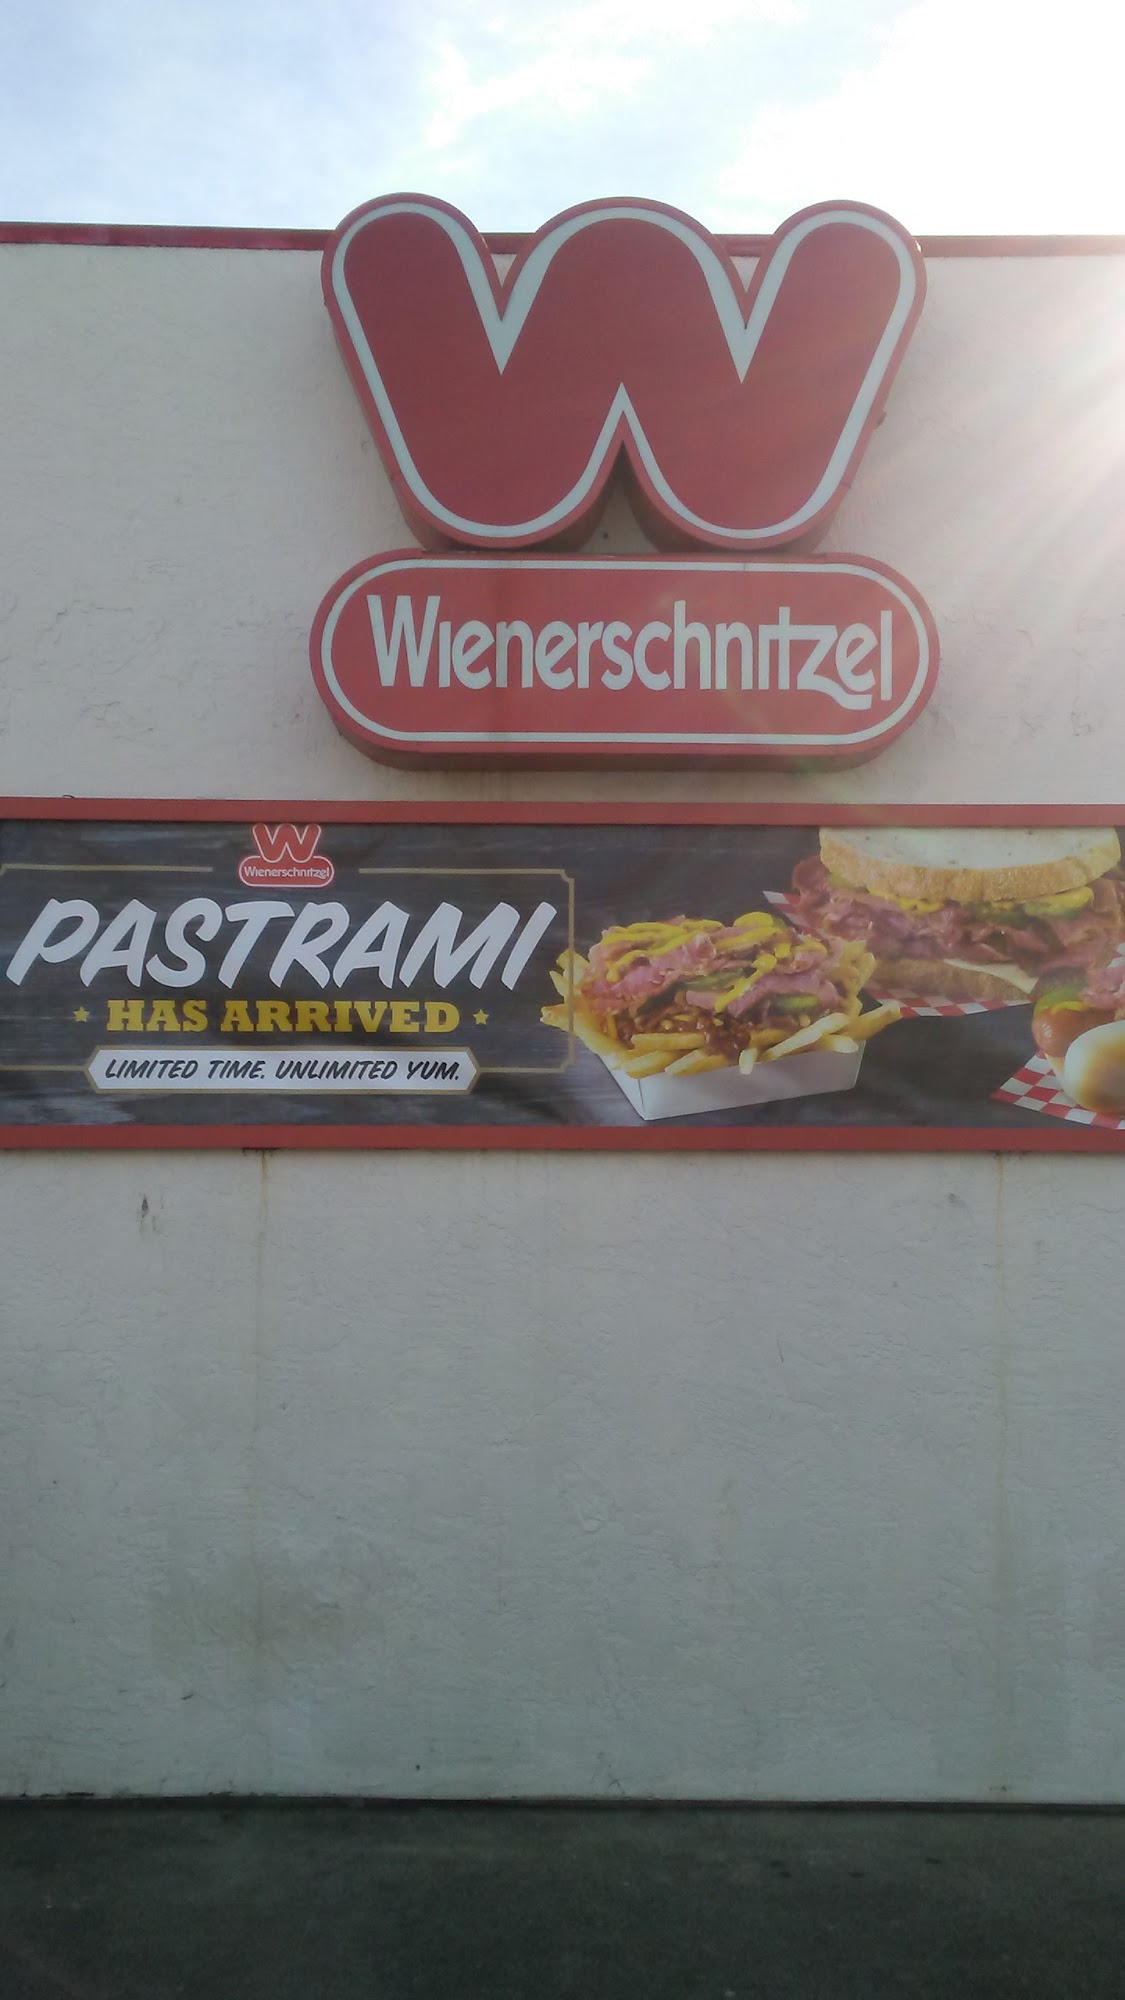 W
Wienerschnitzel
W
Wienerschnitzel
PASTRAMI
HAS ARRIVED
LIMITED TIME. UNLIMITED YUM.